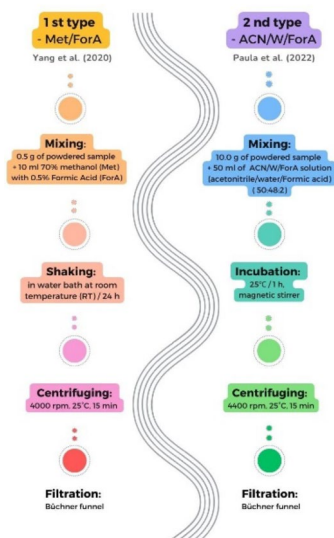 1st type
- Met/ForA
Yang et al. (2020)
Mixing:
0.5 g of powdered sample
+ 10 ml 70% methanol (Met)
with 0.5% Formic Acid (ForA)
Shaking:
in water bath at room
temperature (RT) / 24 h
Centrifuging:
4000 rpm, 25°C, 15 min
Filtration:
Büchner funnel
2 nd type
- ACN/W/ForA
Paula et al. (2022)
Mixing:
10.0 g of powdered sample
+ 50 ml of ACN/W/ForA solution
(acetonitrile/water/Formic acid)
( 50:48:2)
Incubation:
25°C / 1 h,
magnetic stirrer
Centrifuging:
4400 rpm, 25°C, 15 min
Filtration:
Büchner funnel